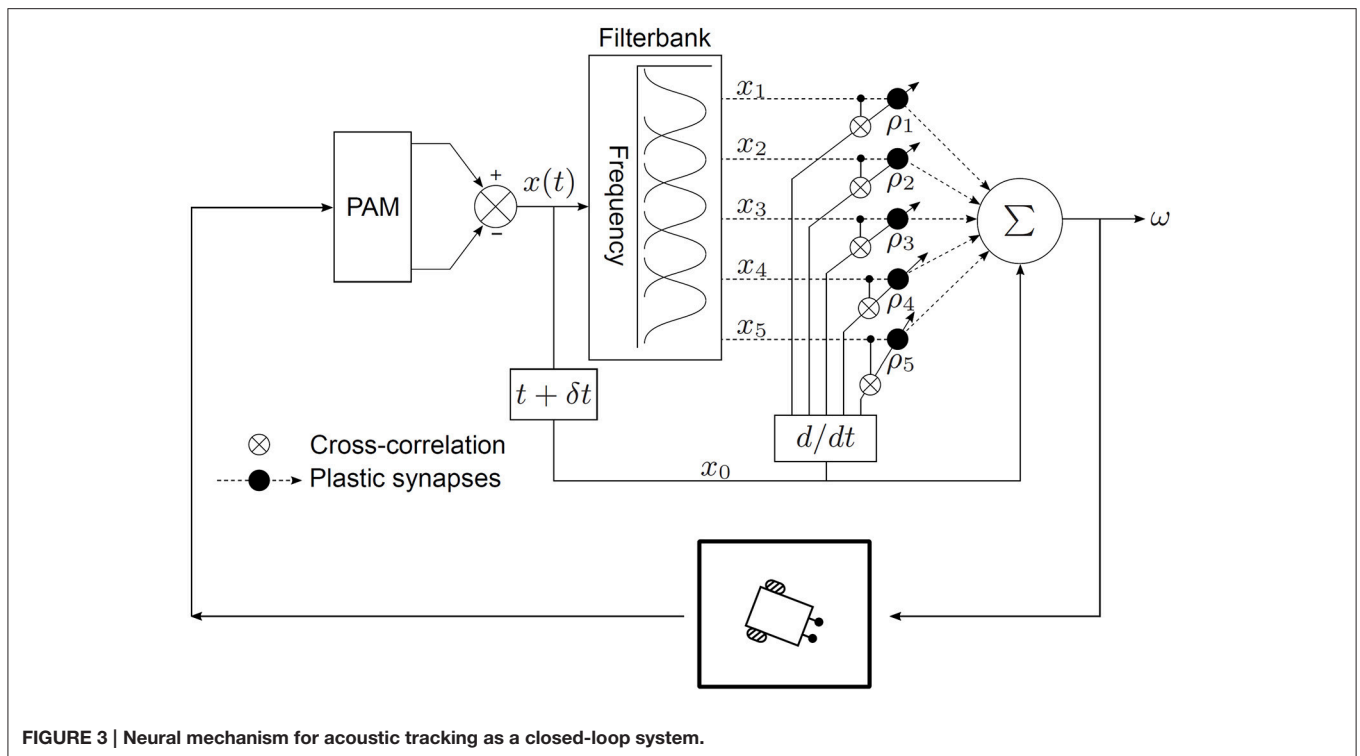 Filterbank
Frequency
PAM
+
−
x(t)
x₁
x₂
x₃
x₄
x₅
ρ₁
ρ₂
ρ₃
ρ₄
ρ₅
Σ
ω
t + δt
d/dt
x₀
Cross-correlation
Plastic synapses
FIGURE 3 | Neural mechanism for acoustic tracking as a closed-loop system.